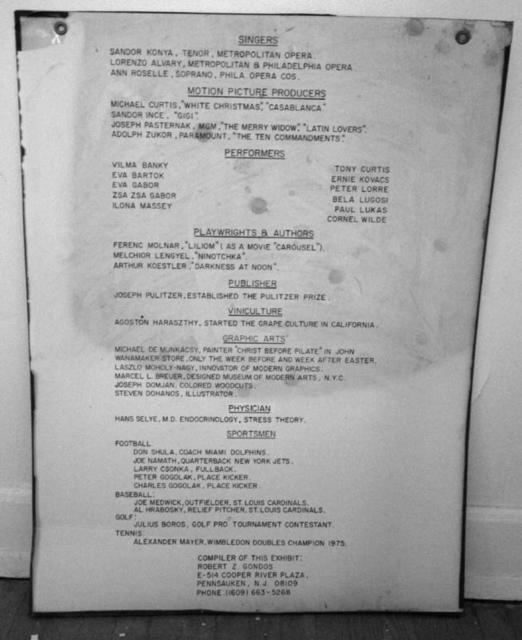 SINGERS
SANDOR KONYA, TENOR, METROPOLITAN OPERA.
LORENZO ALVARY, METROPOLITAN & PHILADELPHIA OPERA
ANN ROSELLE, SOPRANO, PHILA. OPERA COS.
MOTION PICTURE PRODUCERS
MICHAEL CURTIS, "WHITE CHRISTMAS", "CASABLANCA"
SANDOR INCE, "GIGI".
JOSEPH PASTERNAK, MGM, "THE MERRY WIDOW", "LATIN LOVERS".
ADOLPH ZUKOR, PARAMOUNT, "THE TEN COMMANDMENTS".
PERFORMERS
VILMA BANKY
EVA BARTOK
EVA GABOR
ZSA ZSA GABOR
ILONA MASSEY
TONY CURTIS
ERNIE KOVACS
PETER LORRE
BELA LUGOSI
PAUL LUKAS
CORNEL WILDE
PLAYWRIGHTS & AUTHORS
FERENC MOLNAR, "LILIOM" (AS A MOVIE "CAROUSEL").
MELCHIOR LENGYEL, "NINOTCHKA".
ARTHUR KOESTLER, "DARKNESS AT NOON".
PUBLISHER
JOSEPH PULITZER, ESTABLISHED THE PULITZER PRIZE.
VINICULTURE
AGOSTON HARASZTHY, STARTED THE GRAPE CULTURE IN CALIFORNIA.
GRAPHIC ARTS
MICHAEL DE MUNKACSY, PAINTER "CHRIST BEFORE PILATE" IN JOHN
WANAMAKER STORE, ONLY THE WEEK BEFORE AND WEEK AFTER EASTER.
LASZLO MOHOLY-NAGY, INNOVATOR OF MODERN GRAPHICS.
MARCEL L. BREUER, DESIGNED MUSEUM OF MODERN ARTS, N.Y.C.
JOSEPH DOMJAN, COLORED WOODCUTS.
STEVEN DOHANOS, ILLUSTRATOR.
PHYSICIAN
HANS SELYE, M.D. ENDOCRINOLOGY, STRESS THEORY.
SPORTSMEN
FOOTBALL
DON SHULA, COACH MIAMI DOLPHINS.
JOE NAMATH, QUARTERBACK NEW YORK JETS.
LARRY CSONKA, FULLBACK.
PETER GOGOLAK, PLACE KICKER.
CHARLES GOGOLAK, PLACE KICKER.
BASEBALL:
JOE MEDWICK, OUTFIELDER, ST. LOUIS CARDINALS.
AL HRABOSKY, RELIEF PITCHER, ST. LOUIS CARDINALS.
GOLF:
JULIUS BOROS, GOLF PRO TOURNAMENT CONTESTANT.
TENNIS:
ALEXANDER MAYER, WIMBLEDON DOUBLES CHAMPION 1975.
COMPILER OF THIS EXHIBIT:
ROBERT Z. GONDOS
E-514 COOPER RIVER PLAZA,
PENNSAUKEN, N.J. 08109
PHONE (1609) 663-5268